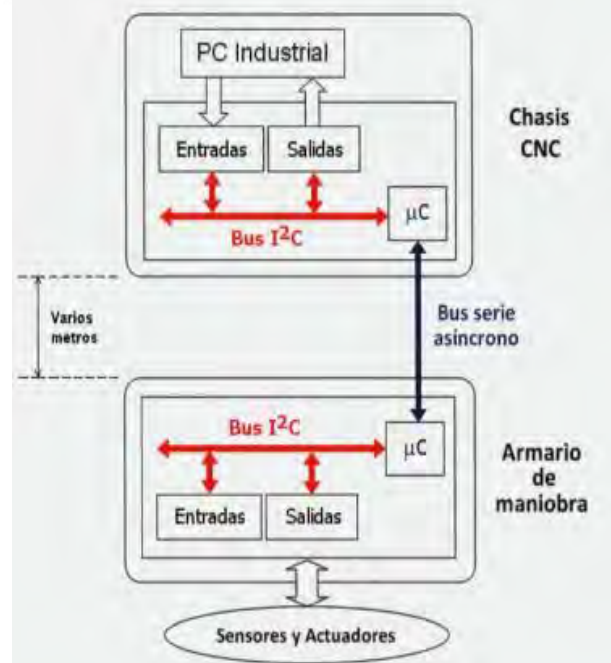 PC Industrial
Chasis
CNC
Entradas
Salidas
µC
Bus I²C
Varios
metros
Bus serie
asincrono
Bus I²C
µC
Armario
de
maniobra
Entradas
Salidas
Sensores y Actuadores